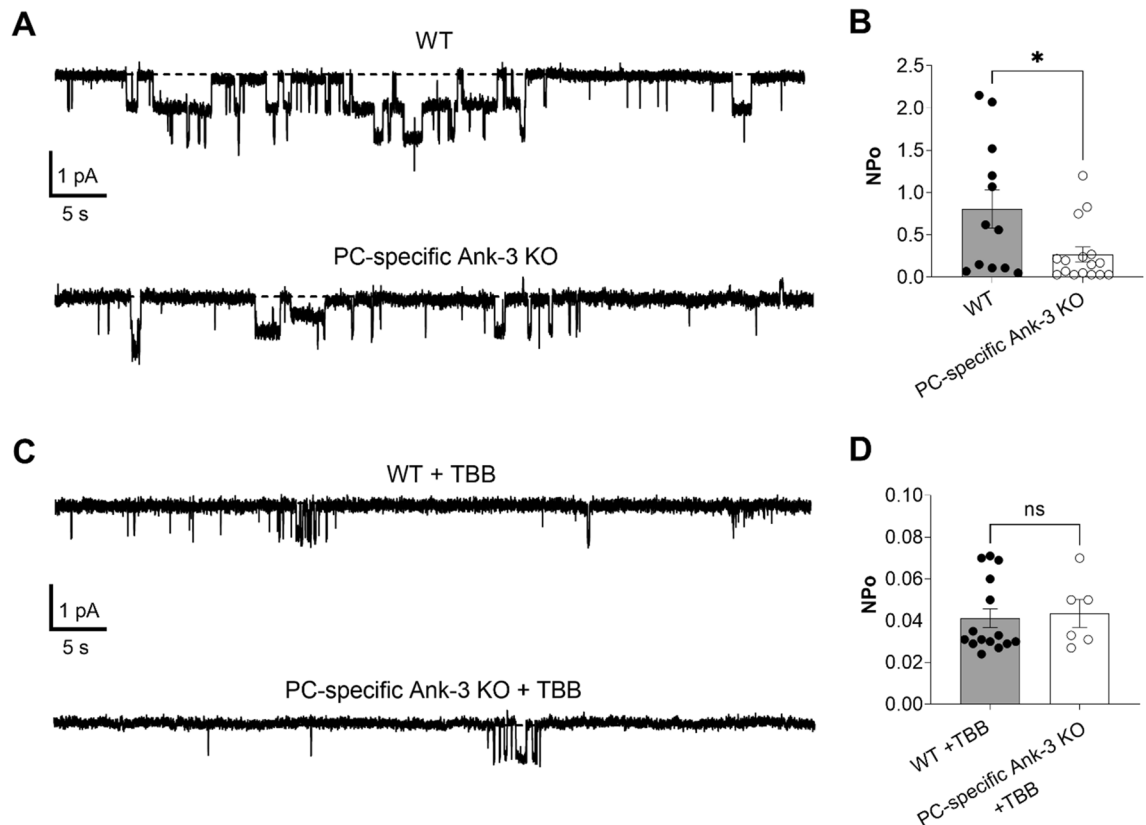 A
WT
1 pA
5 s
PC-specific Ank-3 KO
B
*
2.5
2.0
1.5
1.0
0.5
0.0
NPo
WT
PC-specific Ank-3 KO
C
WT + TBB
1 pA
5 s
PC-specific Ank-3 KO + TBB
D
ns
0.10
0.08
0.06
0.04
0.02
0.00
NPo
WT +TBB
PC-specific Ank-3 KO
+TBB